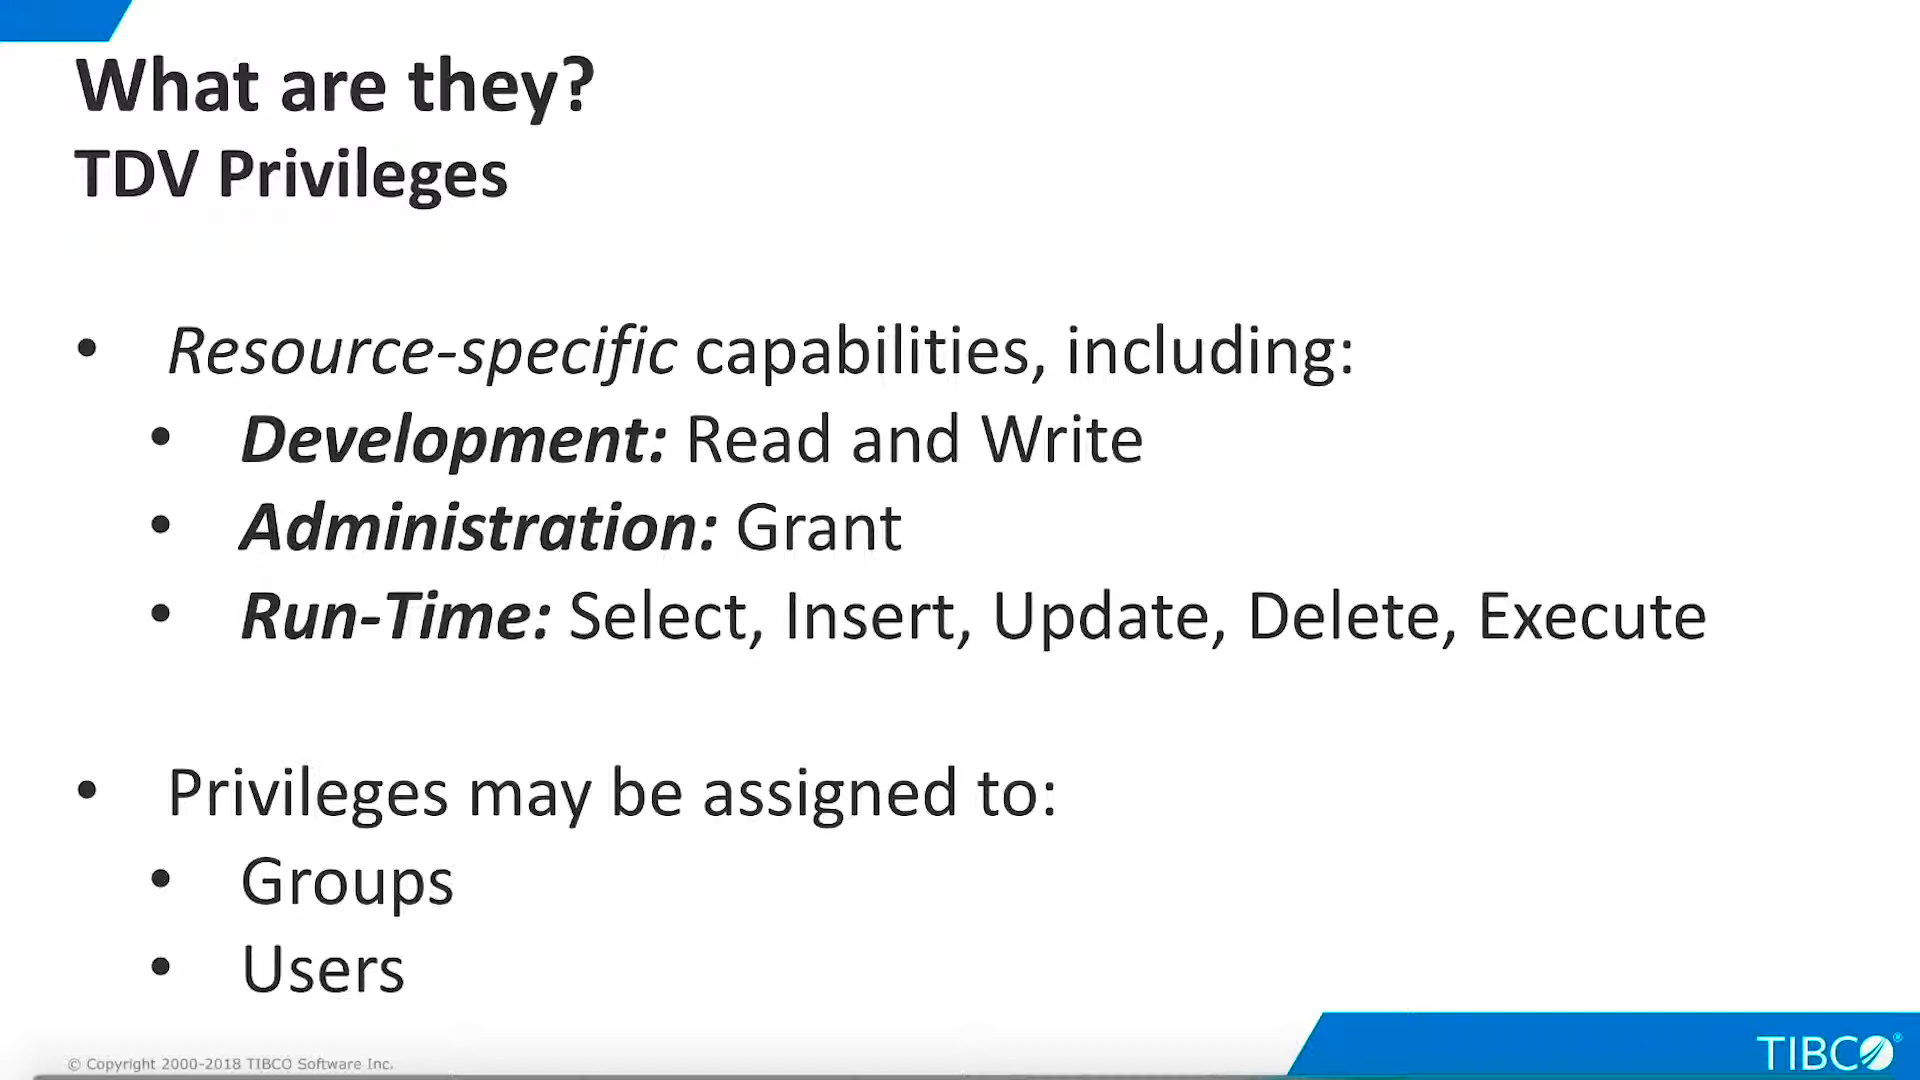 What are they?
TDV Privileges
• Resource-specific capabilities, including:
• Development: Read and Write
• Administration: Grant
• Run-Time: Select, Insert, Update, Delete, Execute
• Privileges may be assigned to:
• Groups
• Users
© Copyright 2000-2018 TIBCO Software Inc.
TIBCO®